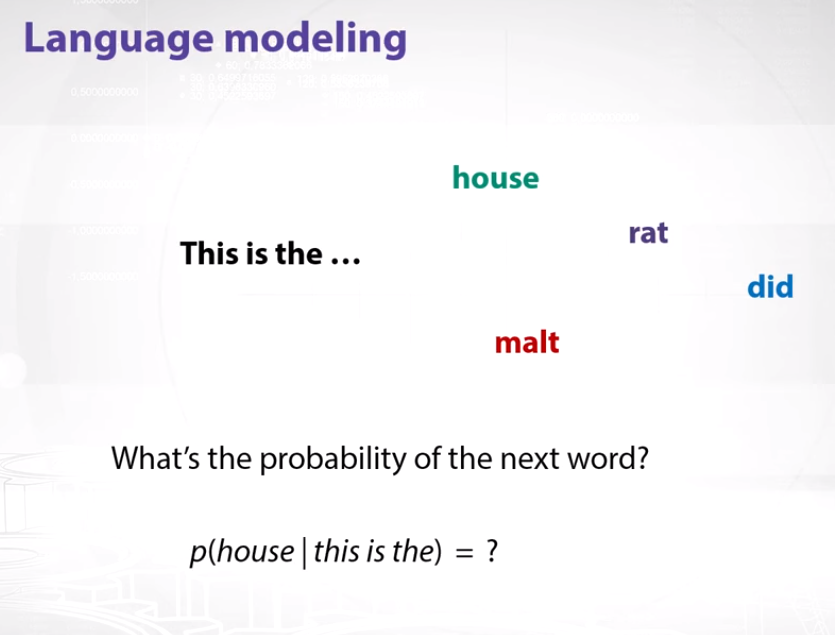 Language modeling
house
rat
This is the …
did
malt
What's the probability of the next word?
p(house | this is the) = ?